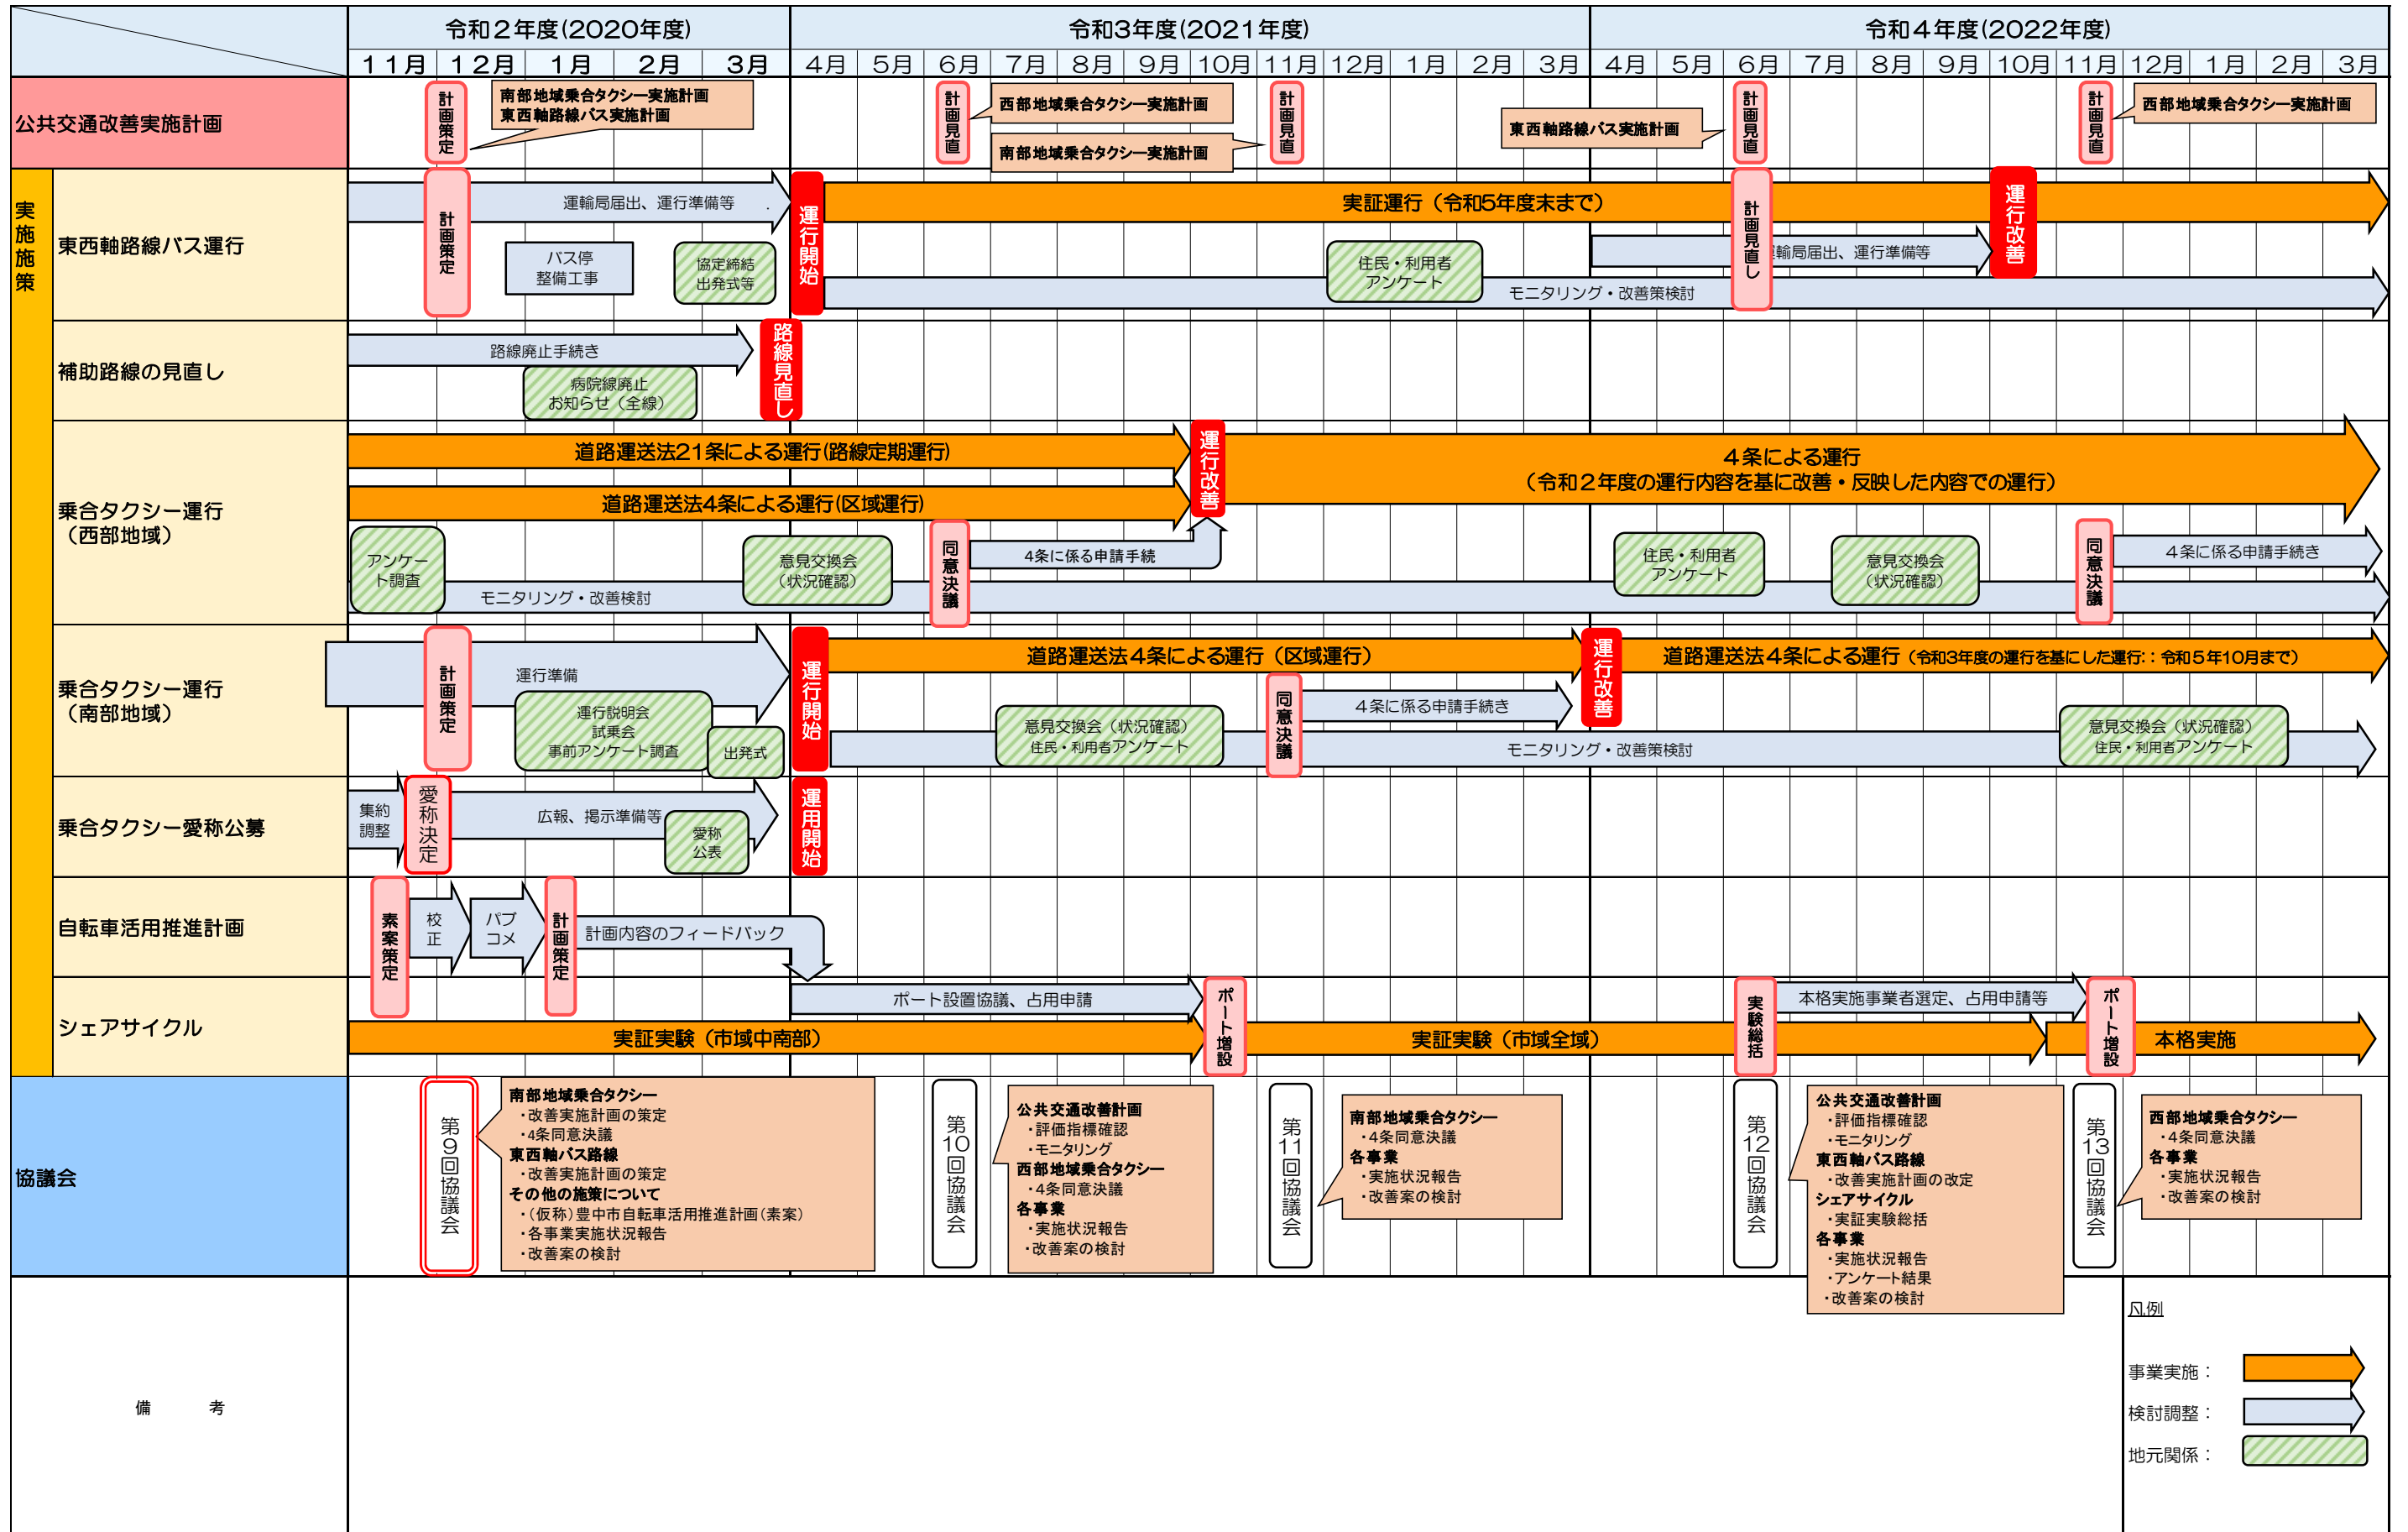 令和２年度(2020年度)
令和3年度(2021年度)
令和４年度(2022年度)
１１月 １２月 １月 ２月 ３月 ４月 ５月 ６月 ７月 ８月 ９月 10月 11月 12月 １月 ２月 ３月 ４月 ５月 ６月 ７月 ８月 ９月 10月 11月 12月 １月 ２月 ３月
公共交通改善実施計画
計画策定
南部地域乗合タクシー実施計画
東西軸路線バス実施計画
計画見直
西部地域乗合タクシー実施計画
南部地域乗合タクシー実施計画
計画見直
東西軸路線バス実施計画
計画見直
計画見直
西部地域乗合タクシー実施計画
実施施策
東西軸路線バス運行
計画策定
運輸局届出、運行準備等
バス停
整備工事
協定締結
出発式等
運行開始
実証運行（令和5年度末まで）
住民・利用者
アンケート
モニタリング・改善策検討
計画見直し
輸局届出、運行準備等
運行改善
補助路線の見直し
路線廃止手続き
病院線廃止
お知らせ（全線）
路線見直し
乗合タクシー運行
（西部地域）
道路運送法21条による運行(路線定期運行)
道路運送法4条による運行(区域運行)
運行改善
４条による運行
（令和２年度の運行内容を基に改善・反映した内容での運行）
アンケー
ト調査
モニタリング・改善検討
意見交換会
（状況確認）
同意決議
4条に係る申請手続
住民・利用者
アンケート
意見交換会
（状況確認）
同意決議
４条に係る申請手続き
乗合タクシー運行
（南部地域）
計画策定
運行準備
運行説明会
試乗会
事前アンケート調査
出発式
運行開始
道路運送法４条による運行（区域運行）
意見交換会（状況確認）
住民・利用者アンケート
同意決議
４条に係る申請手続き
モニタリング・改善策検討
運行改善
道路運送法４条による運行（令和3年度の運行を基にした運行：：令和５年10月まで）
意見交換会（状況確認）
住民・利用者アンケート
乗合タクシー愛称公募
集約
調整
愛称決定
広報、掲示準備等
愛称
公表
運用開始
自転車活用推進計画
素案策定
校正
パブ
コメ
計画策定
計画内容のフィードバック
シェアサイクル
ポート設置協議、占用申請
実証実験（市域中南部）
ポート増設
実証実験（市域全域）
実験総括
本格実施事業者選定、占用申請等
ポート増設
本格実施
協議会
第９回協議会
南部地域乗合タクシー
・改善実施計画の策定
・4条同意決議
東西軸バス路線
・改善実施計画の策定
その他の施策について
・(仮称)豊中市自転車活用推進計画(素案)
・各事業実施状況報告
・改善案の検討
第10回協議会
公共交通改善計画
・評価指標確認
・モニタリング
西部地域乗合タクシー
・4条同意決議
各事業
・実施状況報告
・改善案の検討
第11回協議会
南部地域乗合タクシー
・4条同意決議
各事業
・実施状況報告
・改善案の検討
第12回協議会
公共交通改善計画
・評価指標確認
・モニタリング
東西軸バス路線
・改善実施計画の改定
シェアサイクル
・実証実験総括
各事業
・実施状況報告
・アンケート結果
・改善案の検討
第13回協議会
西部地域乗合タクシー
・4条同意決議
各事業
・実施状況報告
・改善案の検討
備　考
凡例
事業実施：
検討調整：
地元関係：